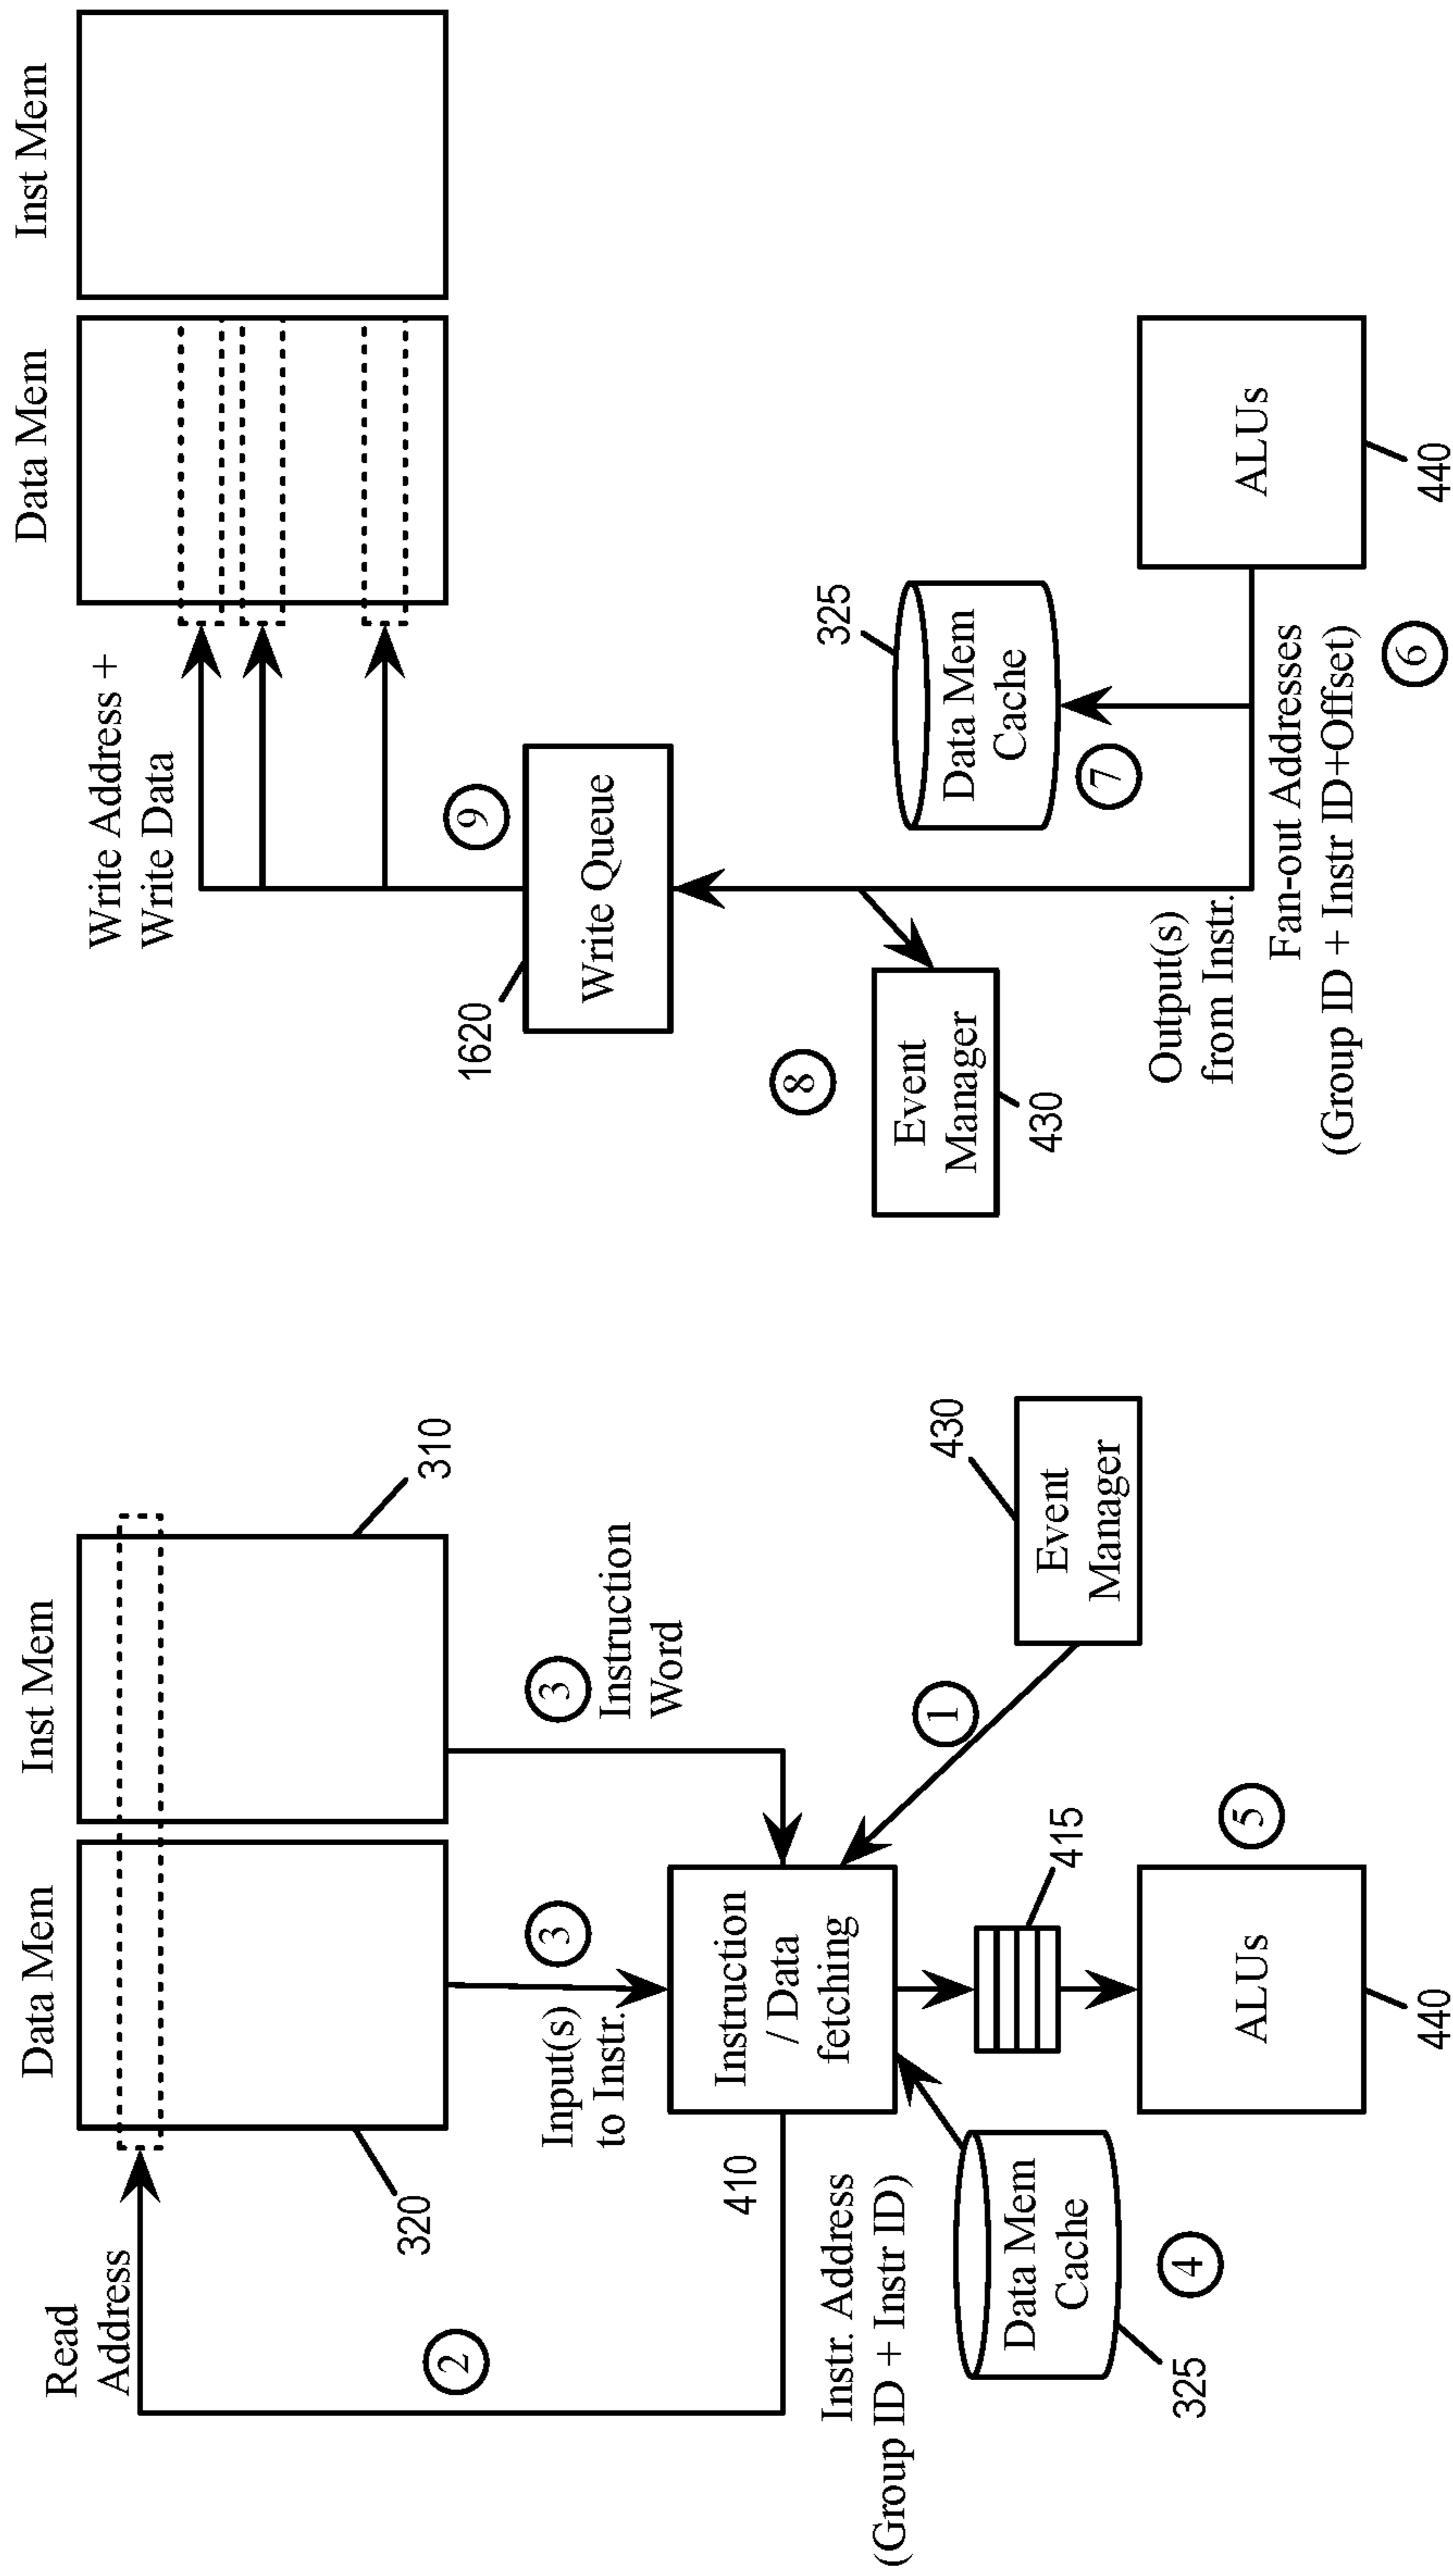 Data Mem
Inst Mem
Read
Address
2
320
310
Input(s)
to Instr.
3
3
Instruction
Word
410
Instruction
/ Data
fetching
Instr. Address
(Group ID + Instr ID)
1
430
Event
Manager
Data Mem
Cache
325
4
415
ALUs
5
440
Data Mem
Inst Mem
Write Address +
Write Data
9
Write Queue
1620
325
Data Mem
Cache
7
8
Event
Manager
430
Output(s)
from Instr.
ALUs
440
Fan-out Addresses
(Group ID + Instr ID+Offset)
6